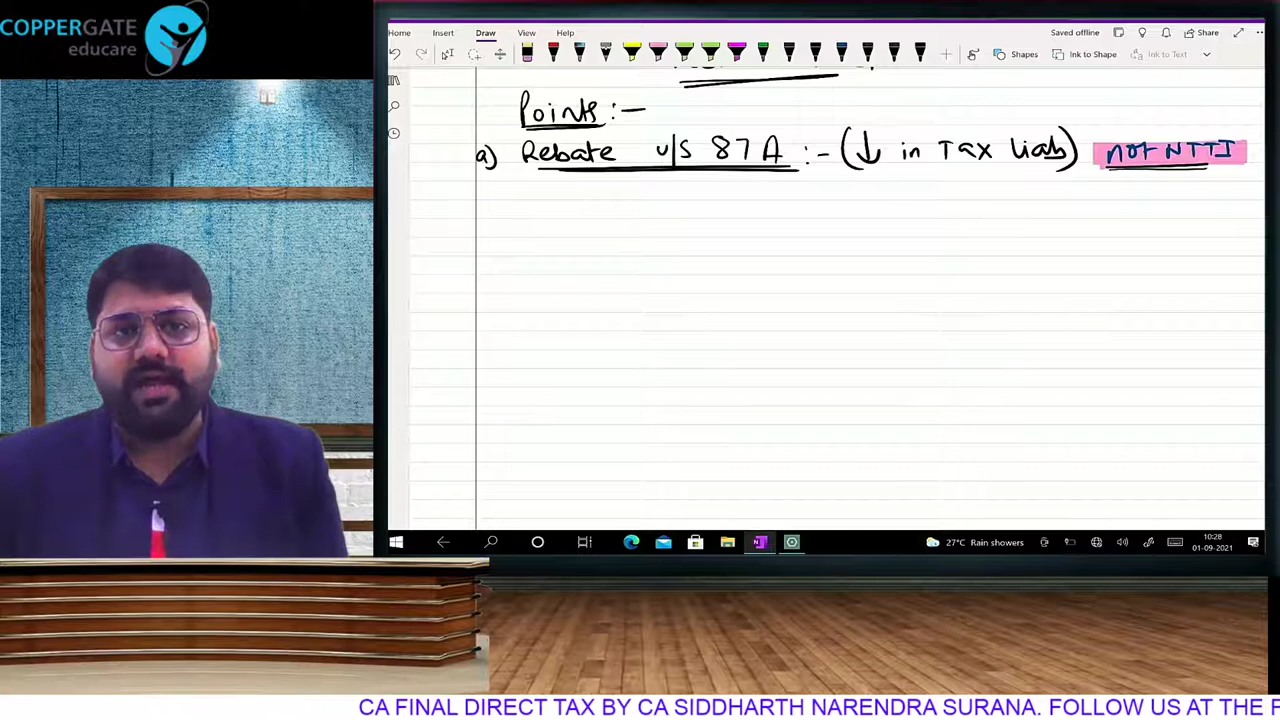 COPPERGATE
educare
Home Insert Draw View Help
Saved offline
Share
Shapes
Ink to Shape
Ink to Text
Points :-
a) Rebate u/s 87A :- (↓ in Tax liab) not NTTI
27°C Rain showers
10:28
01-09-2021
CA FINAL DIRECT TAX BY CA SIDDHARTH NARENDRA SURANA. FOLLOW US AT THE